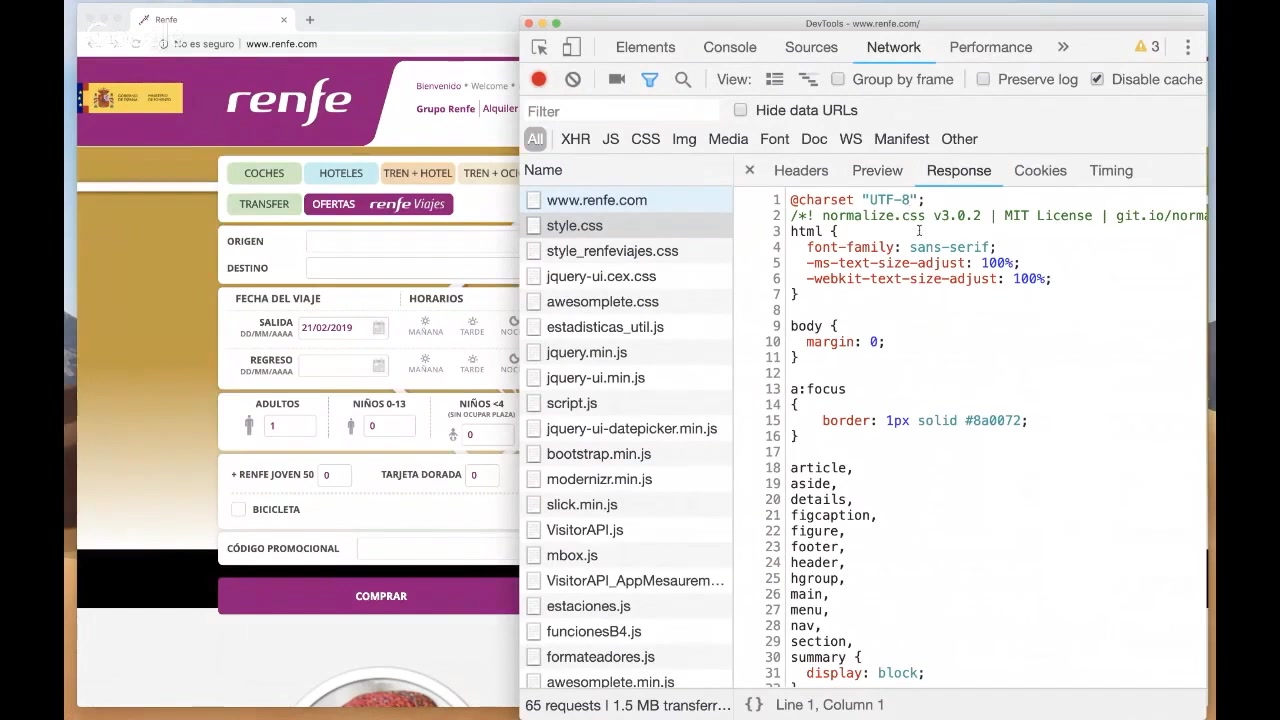 Renfe
No es seguro | www.renfe.com
GOBIERNO DE ESPAÑA MINISTERIO DE FOMENTO
renfe
Bienvenido • Welcome •
Grupo Renfe | Alquiler
COCHES HOTELES TREN + HOTEL TREN + OCI
TRANSFER OFERTAS renfe Viajes
ORIGEN
DESTINO
FECHA DEL VIAJE HORARIOS
SALIDA
DD/MM/AAAA
21/02/2019
MAÑANA TARDE NOC
REGRESO
DD/MM/AAAA
MAÑANA TARDE NOC
ADULTOS NIÑOS 0-13 NIÑOS <4
(SIN OCUPAR PLAZA)
1 0 0
+ RENFE JOVEN 50 0 TARJETA DORADA 0
BICICLETA
CÓDIGO PROMOCIONAL
COMPRAR
DevTools - www.renfe.com/
Elements Console Sources Network Performance » 3
View: Group by frame Preserve log Disable cache
Filter Hide data URLs
All XHR JS CSS Img Media Font Doc WS Manifest Other
Name
www.renfe.com
style.css
style_renfeviajes.css
jquery-ui.cex.css
awesomplete.css
estadisticas_util.js
jquery.min.js
jquery-ui.min.js
script.js
jquery-ui-datepicker.min.js
bootstrap.min.js
modernizr.min.js
slick.min.js
VisitorAPI.js
mbox.js
VisitorAPI_AppMesaurem…
estaciones.js
funcionesB4.js
formateadores.js
awesomplete.min.js
65 requests | 1.5 MB transferr…
× Headers Preview Response Cookies Timing
1 @charset "UTF-8";
2 /*! normalize.css v3.0.2 | MIT License | git.io/norma
3 html {
4 font-family: sans-serif;
5 -ms-text-size-adjust: 100%;
6 -webkit-text-size-adjust: 100%;
7 }
8
9 body {
10 margin: 0;
11 }
12
13 a:focus
14 {
15 border: 1px solid #8a0072;
16 }
17
18 article,
19 aside,
20 details,
21 figcaption,
22 figure,
23 footer,
24 header,
25 hgroup,
26 main,
27 menu,
28 nav,
29 section,
30 summary {
31 display: block;
{} Line 1, Column 1